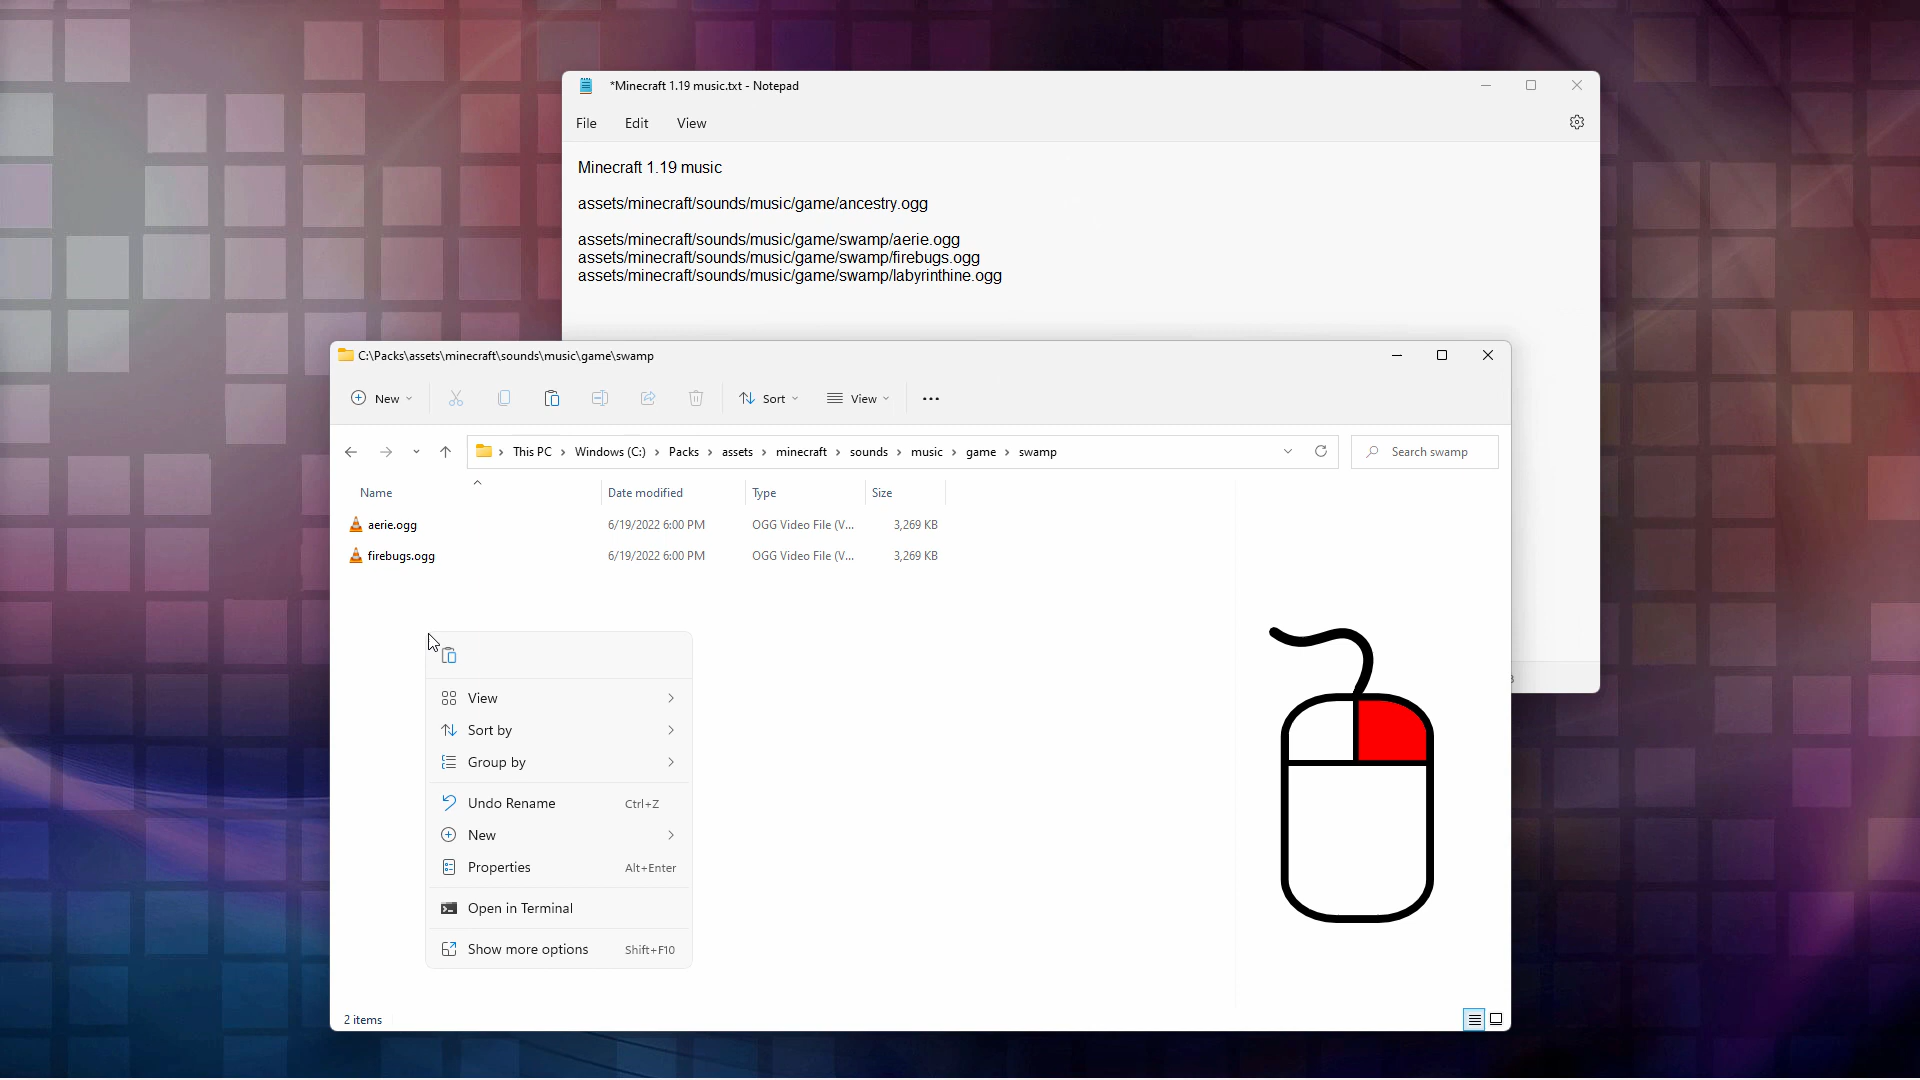 *Minecraft 1.19 music.txt - Notepad
File Edit View
Minecraft 1.19 music
assets/minecraft/sounds/music/game/ancestry.ogg
assets/minecraft/sounds/music/game/swamp/aerie.ogg
assets/minecraft/sounds/music/game/swamp/firebugs.ogg
assets/minecraft/sounds/music/game/swamp/labyrinthine.ogg
C:\Packs\assets\minecraft\sounds\music\game\swamp
New Sort View
This PC Windows (C:) Packs assets minecraft sounds music game swamp Search swamp
Name Date modified Type Size
aerie.ogg 6/19/2022 6:00 PM OGG Video File (V... 3,269 KB
firebugs.ogg 6/19/2022 6:00 PM OGG Video File (V... 3,269 KB
View
Sort by
Group by
Undo Rename Ctrl+Z
New
Properties Alt+Enter
Open in Terminal
Show more options Shift+F10
2 items